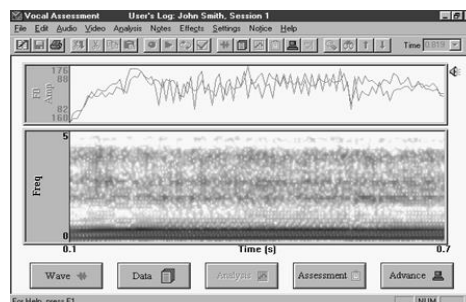 Vocal Assessment User's Log: John Smith, Session 1
File Edit Audio Video Analysis Notes Effects Settings Notice Help
Time 0.819
176
88
F0
Amp.
82
160
5
Freq
0
0.1 Time (s) 0.7
Wave Data Analysis Assessment Advance
For Help, press F1 NUM